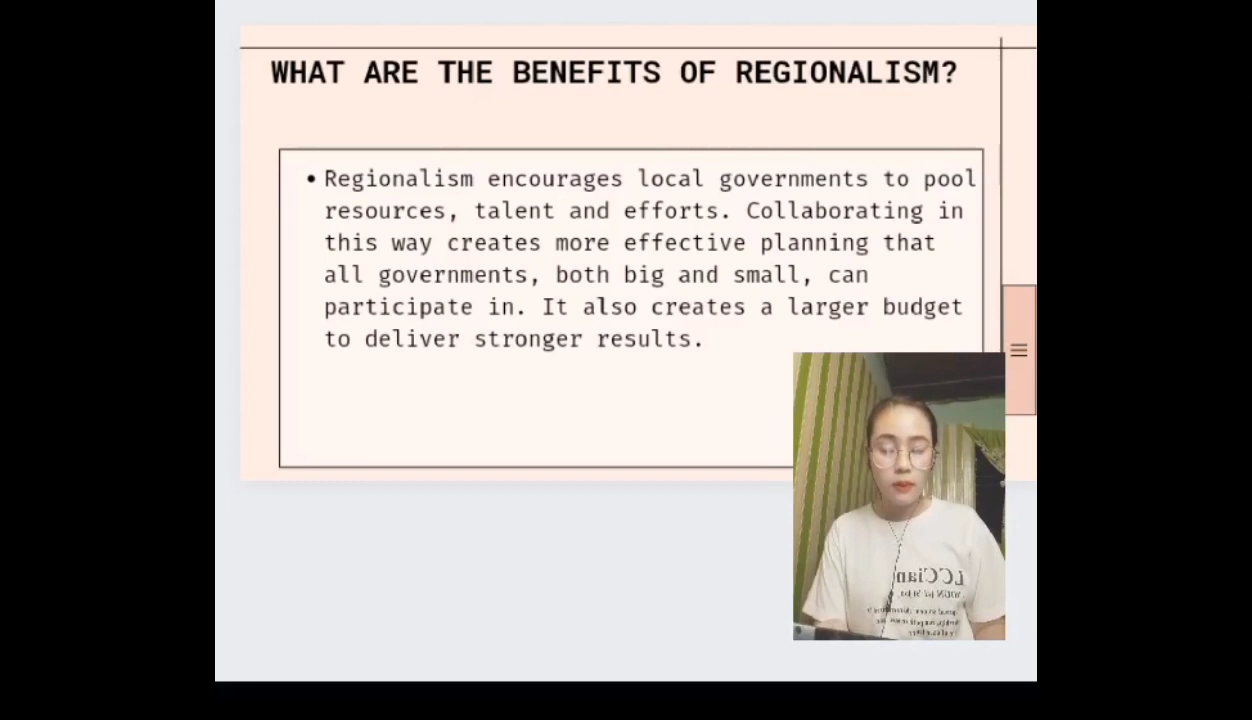 WHAT ARE THE BENEFITS OF REGIONALISM?
• Regionalism encourages local governments to pool
resources, talent and efforts. Collaborating in
this way creates more effective planning that
all governments, both big and small, can
participate in. It also creates a larger budget
to deliver stronger results.
LCCian